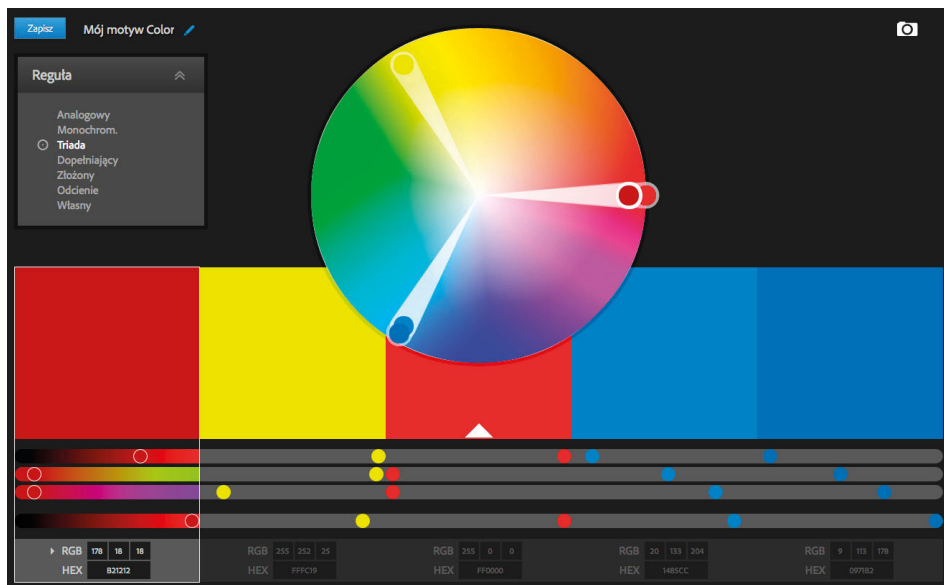 Zapisz
Mój motyw Color
Reguła
Analogowy
Monochrom.
Triada
Dopełniający
Złożony
Odcienie
Własny
RGB 178 18 18
HEX B21212
RGB 255 252 25
HEX FFFC19
RGB 255 0 0
HEX FF0000
RGB 20 133 204
HEX 1485CC
RGB 9 113 178
HEX 0971B2